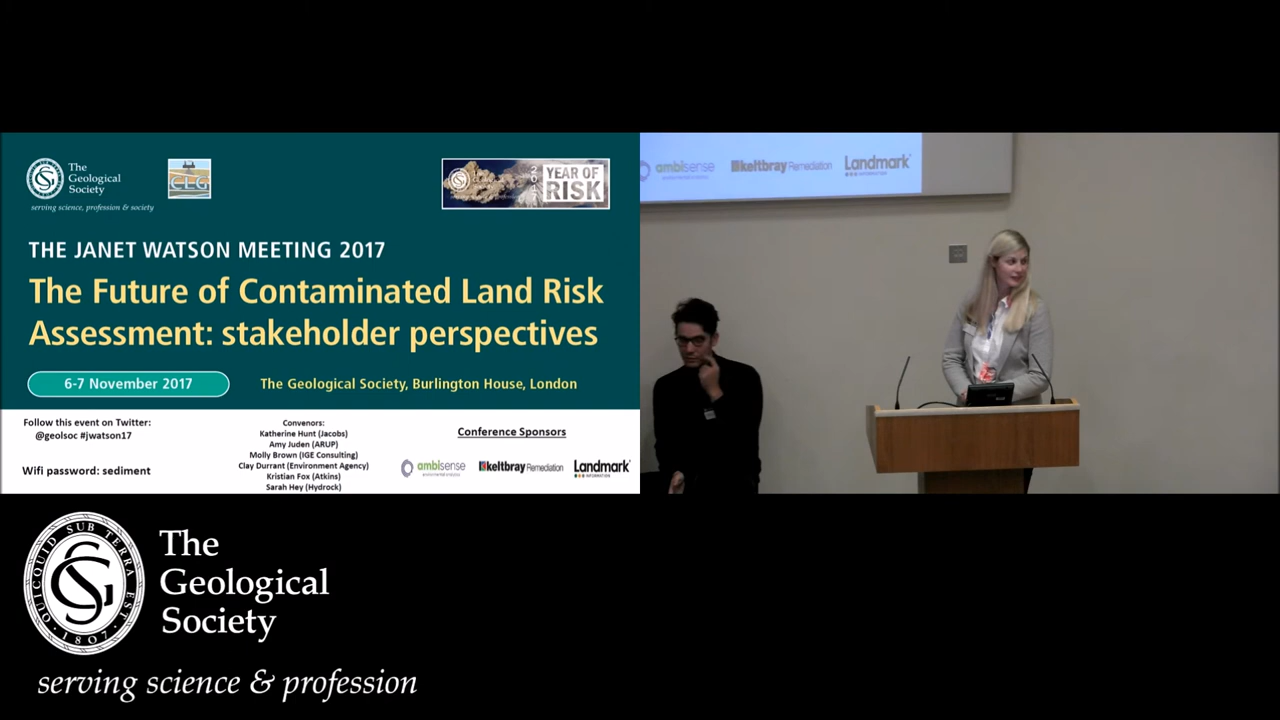 The
Geological
Society
serving science, profession & society
CLG
2017
YEAR OF
RISK
THE JANET WATSON MEETING 2017
The Future of Contaminated Land Risk
Assessment: stakeholder perspectives
6-7 November 2017
The Geological Society, Burlington House, London
Follow this event on Twitter:
@geolsoc #jwatson17
Wifi password: sediment
Convenors:
Katherine Hunt (Jacobs)
Amy Juden (ARUP)
Molly Brown (IGE Consulting)
Clay Durrant (Environment Agency)
Kristian Fox (Atkins)
Sarah Hey (Hydrock)
Conference Sponsors
ambisense
keltbray Remediation
Landmark
INFORMATION
ambisense
keltbray Remediation
Landmark
INFORMATION
QUICQUID SUB TERRA EST
1807
The
Geological
Society
serving science & profession